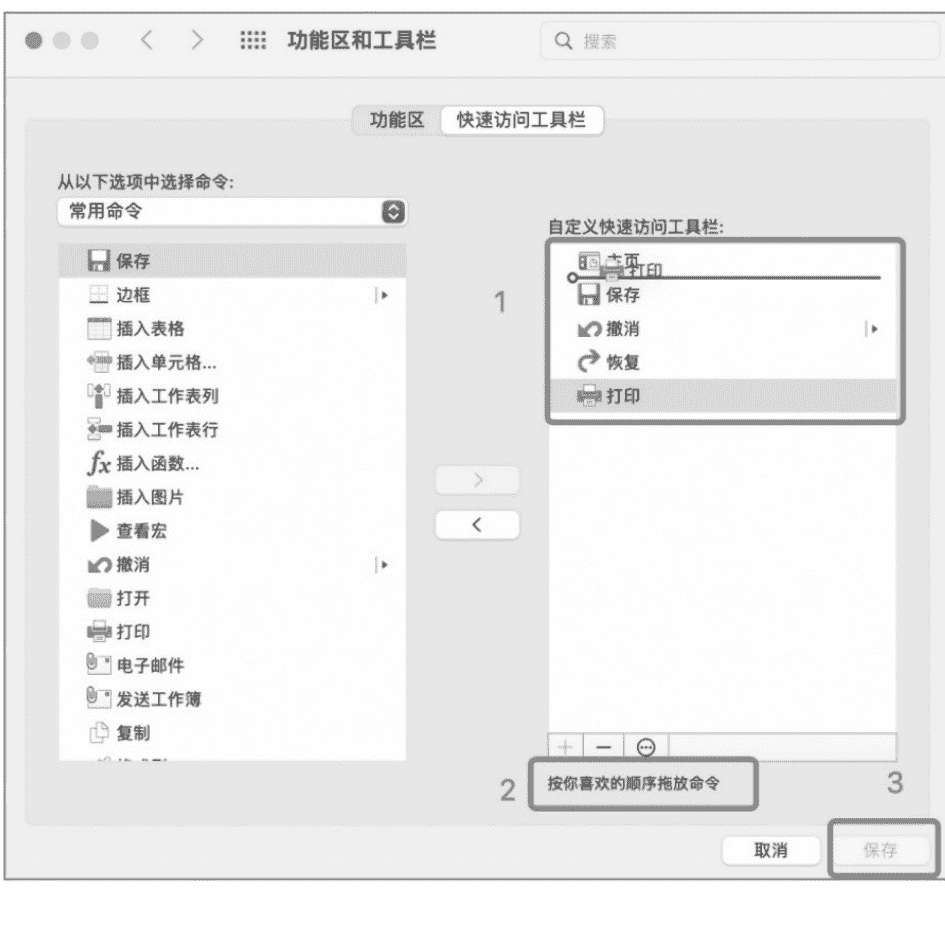 功能区和工具栏
搜索
功能区
快速访问工具栏
从以下选项中选择命令:
常用命令
保存
边框
插入表格
插入单元格...
插入工作表列
插入工作表行
fx 插入函数...
插入图片
查看宏
撤消
打开
打印
电子邮件
发送工作簿
复制
1
自定义快速访问工具栏:
主页
打印
保存
撤消
恢复
打印
2
按你喜欢的顺序拖放命令
3
取消
保存